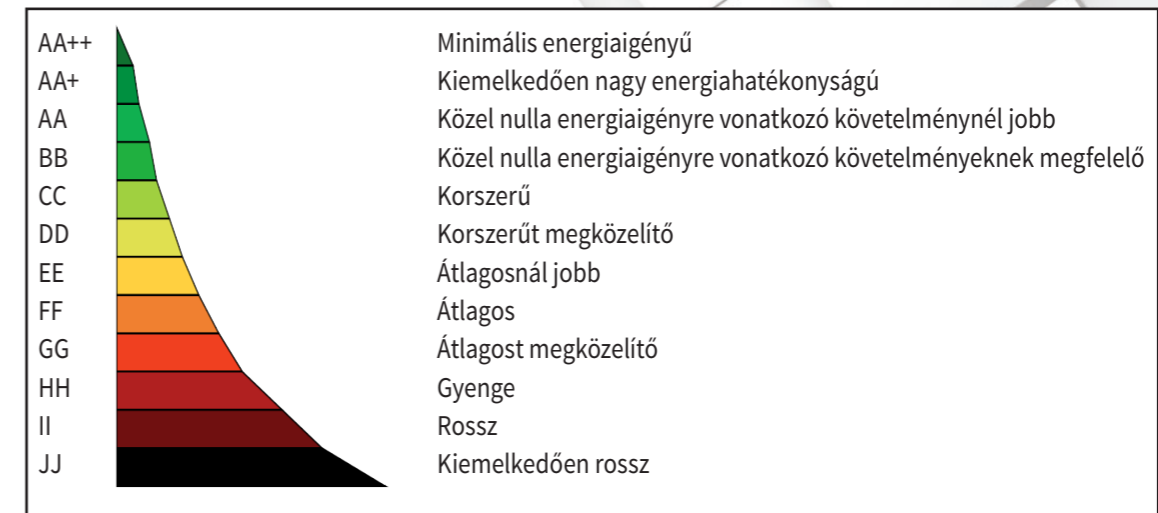 AA++ Minimális energiaigényű
AA+ Kiemelkedően nagy energiahatékonyságú
AA Közel nulla energiaigényre vonatkozó követelménynél jobb
BB Közel nulla energiaigényre vonatkozó követelményeknek megfelelő
CC Korszerű
DD Korszerűt megközelítő
EE Átlagosnál jobb
FF Átlagos
GG Átlagost megközelítő
HH Gyenge
II Rossz
JJ Kiemelkedően rossz